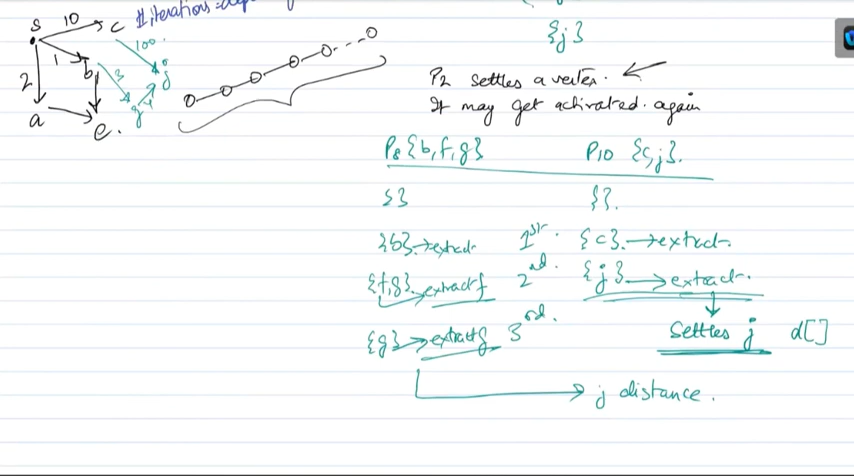 #iterations =
S 10 C
100
1
2
b 3
j
g
a e.
{j}
P2 settles a vertex.
It may get activated again
P8 {b,f,g} P10 {c,j}.
{} {}.
{b} → extract 1st. {c} → extract.
{f,g} extract f 2nd. {j} → extract.
{g} → extract g 3rd. Settles j d[]
j distance.